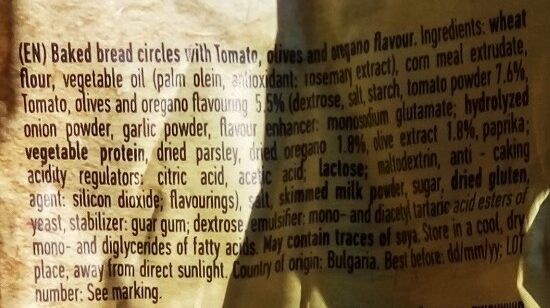 (EN) Baked bread circles with Tomato, olives and oregano flavour. Ingredients: wheat
flour, vegetable oil (palm olein, antioxidant: rosemary extract), corn meal extrudate,
Tomato, olives and oregano flavouring 5.5% (dextrose, salt, starch, tomato powder 7.6%,
onion powder, garlic powder, flavour enhancer: monosodium glutamate; hydrolyzed
vegetable protein, dried parsley, dried oregano 1.8%, olive extract 1.8%, paprika;
acidity regulators: citric acid, acetic acid; lactose; maltodextrin, anti - caking
agent: silicon dioxide; flavourings), salt, skimmed milk powder, sugar, dried gluten,
yeast, stabilizer: guar gum; dextrose, emulsifier: mono- and diacetyl tartaric acid esters of
mono- and diglycerides of fatty acids. May contain traces of soya. Store in a cool, dry
place, away from direct sunlight. Country of origin: Bulgaria. Best before: dd/mm/yy; LOT
number: See marking.